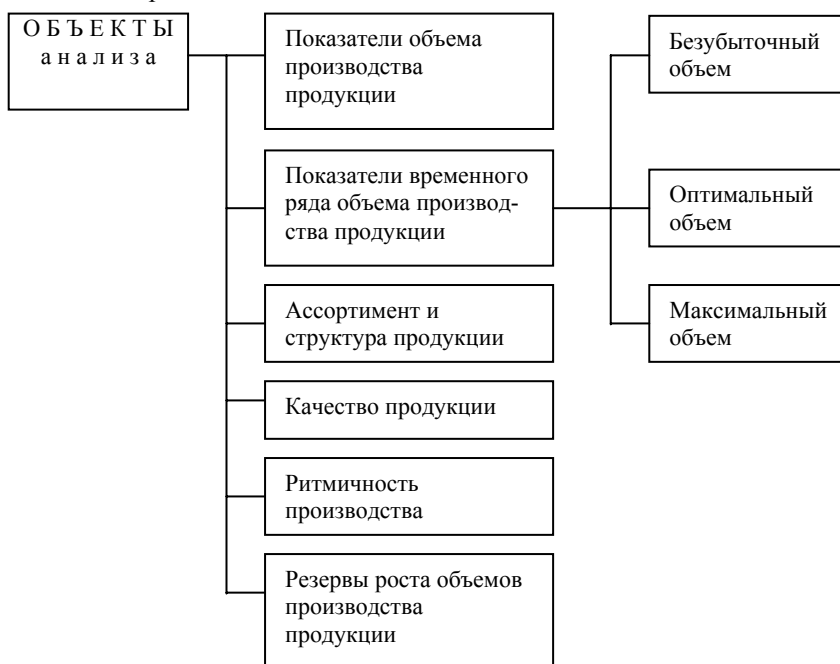 О Б Ъ Е К Т Ы
а н а л и з а
Показатели объема
производства
продукции
Показатели временного
ряда объема производ-
ства продукции
Ассортимент и
структура продукции
Качество продукции
Ритмичность
производства
Резервы роста объемов
производства
продукции
Безубыточный
объем
Оптимальный
объем
Максимальный
объем